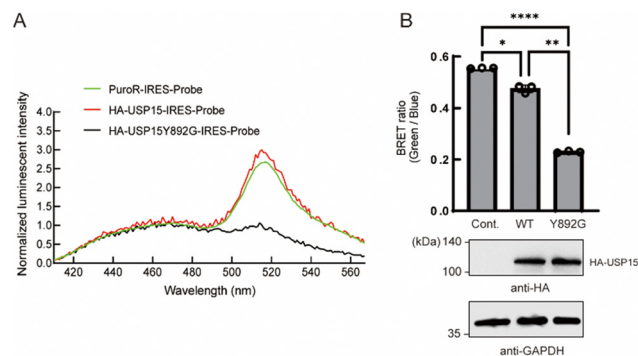 A
PuroR-IRES-Probe
HA-USP15-IRES-Probe
HA-USP15Y892G-IRES-Probe
Normalized luminescent intensity
4.0
3.5
3.0
2.5
2.0
1.5
1.0
0.5
0.0
420 440 460 480 500 520 540 560
Wavelength (nm)
B
****
* **
BRET ratio
(Green / Blue)
0.6
0.4
0.2
0.0
Cont. WT Y892G
(kDa)
140
100
HA-USP15
anti-HA
35
anti-GAPDH